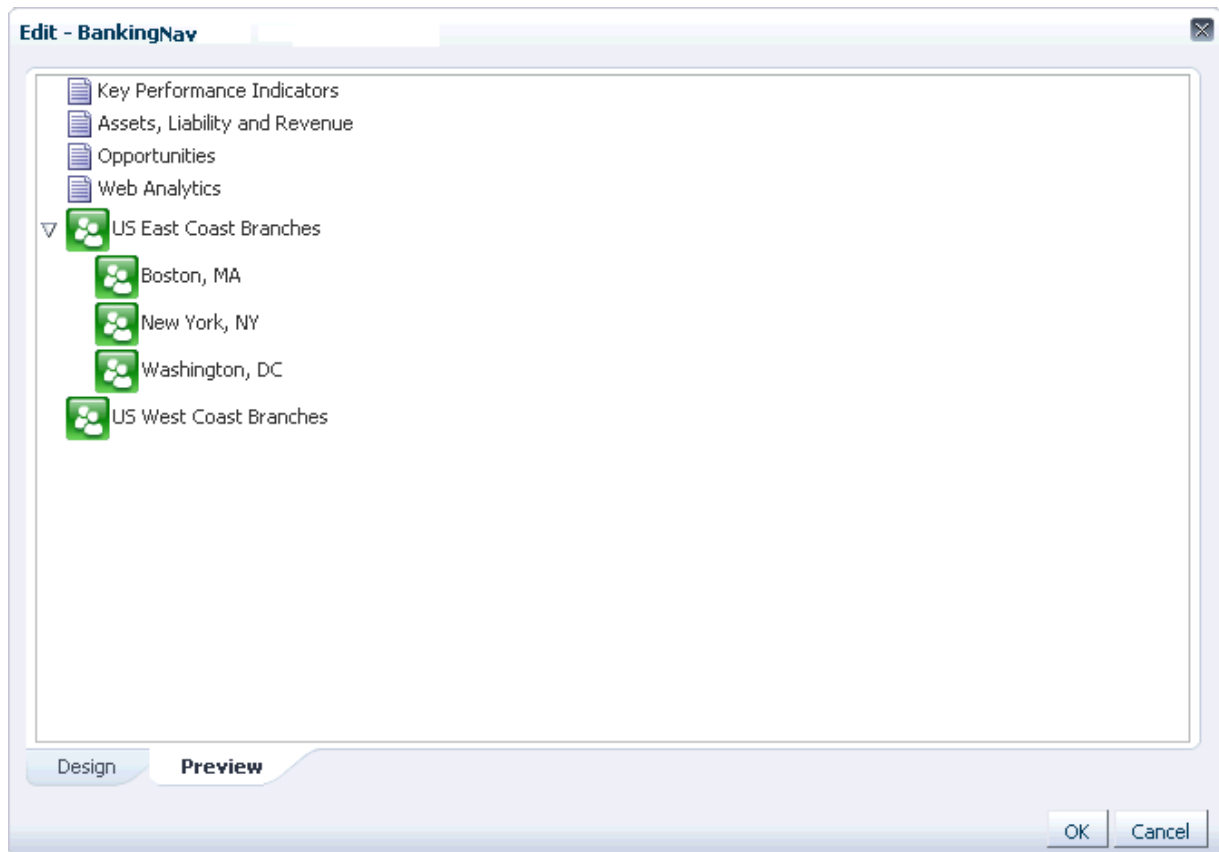 Edit - BankingNav
Key Performance Indicators
Assets, Liability and Revenue
Opportunities
Web Analytics
US East Coast Branches
Boston, MA
New York, NY
Washington, DC
US West Coast Branches
Design Preview
OK Cancel